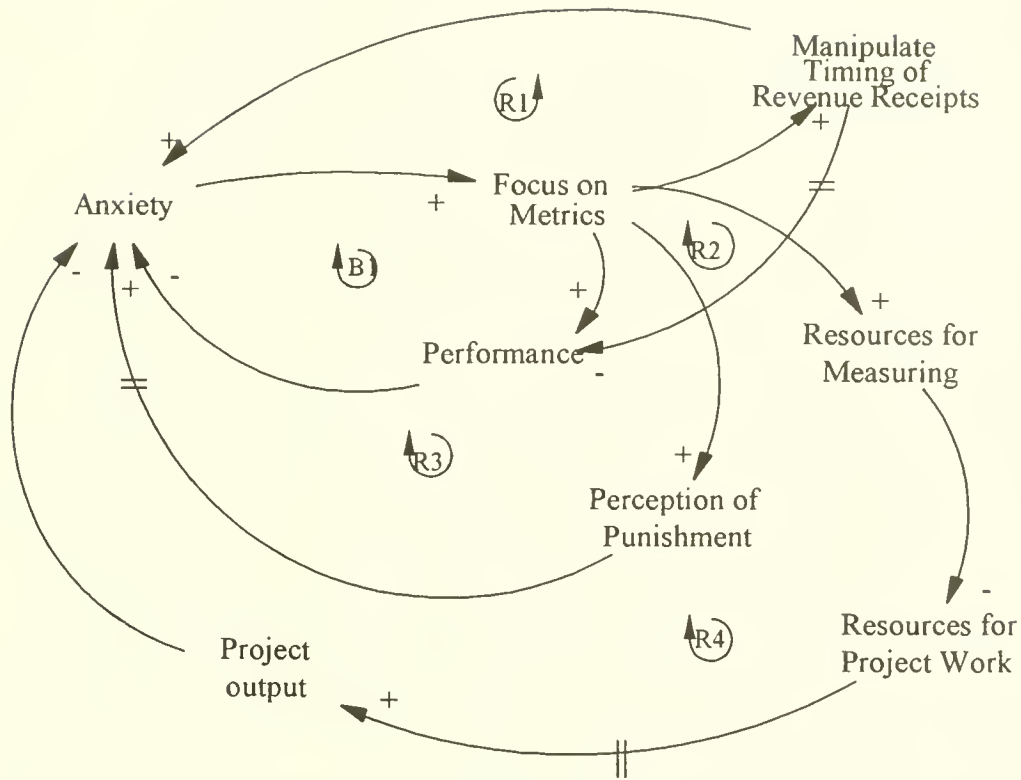 Manipulate
Timing of
Revenue Receipts
R1
+
+
Anxiety
+
Focus on
Metrics
R2
-
+
-
B1
+
+
Resources for
Measuring
Performance
-
R3
+
Perception of
Punishment
-
R4
Resources for
Project Work
Project
output
+